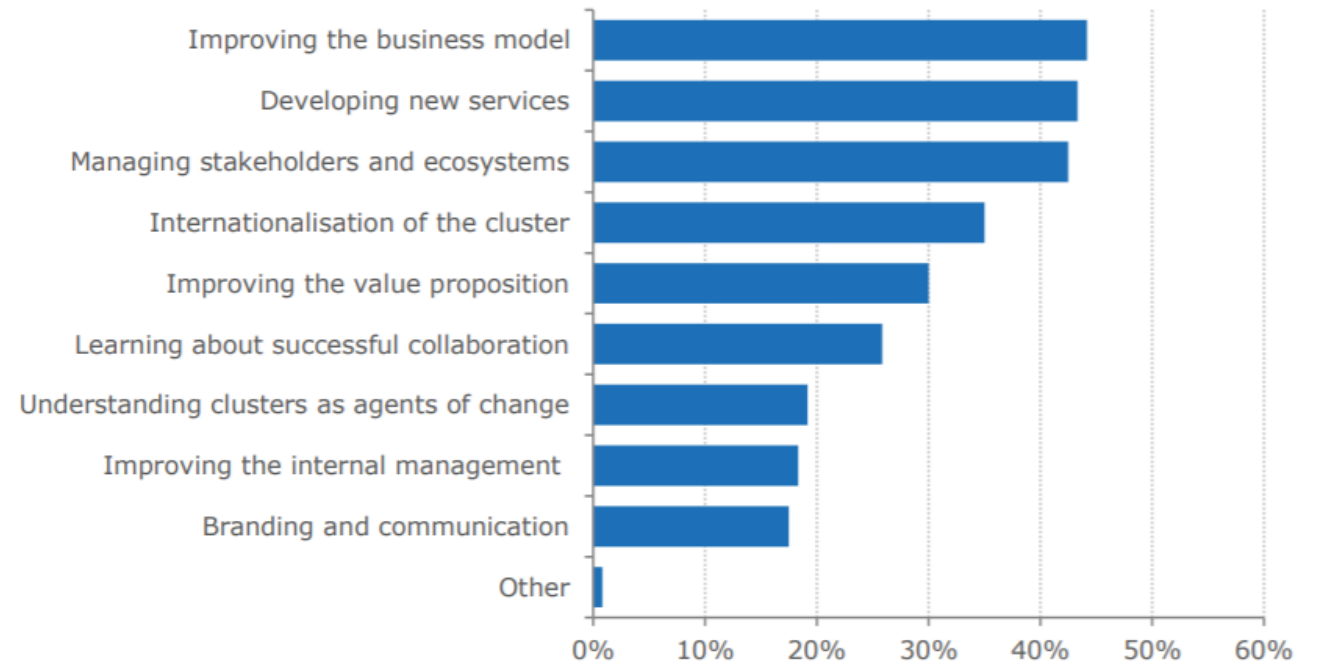 Improving the business model
Developing new services
Managing stakeholders and ecosystems
Internationalisation of the cluster
Improving the value proposition
Learning about successful collaboration
Understanding clusters as agents of change
Improving the internal management
Branding and communication
Other
0% 10% 20% 30% 40% 50% 60%